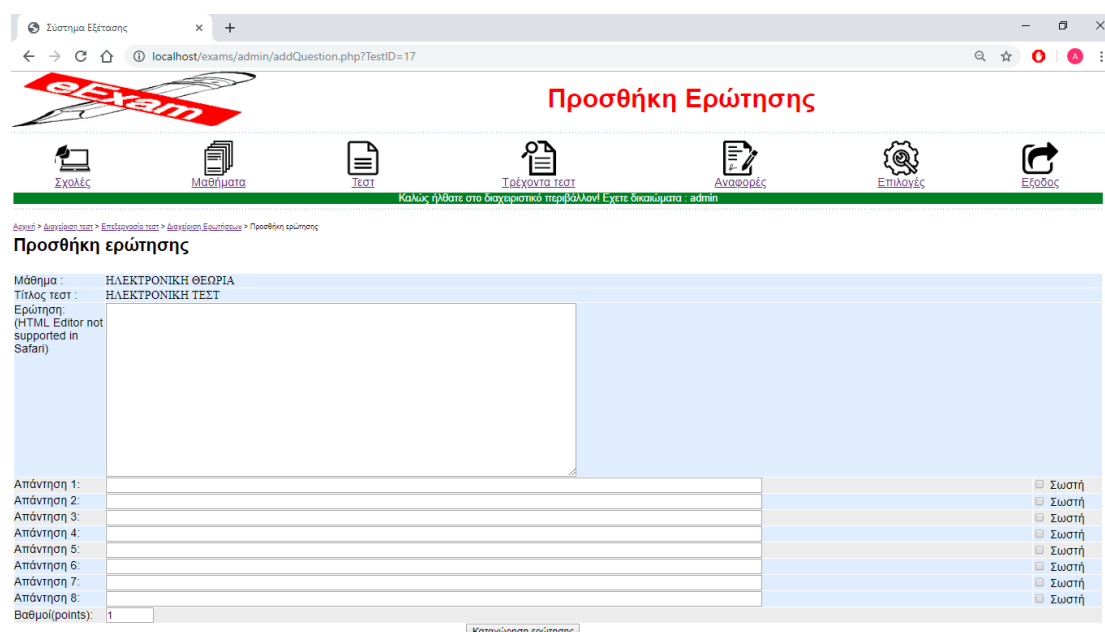 Σύστημα Εξέτασης
localhost/exams/admin/addQuestion.php?TestID=17
A
eExam
Προσθήκη Ερώτησης
Σχολές Μαθήματα Τεστ Τρέχοντα τεστ Αναφορές Επιλογές Εξοδος
Καλώς ήλθατε στο διαχειριστικό περιβάλλον! Εχετε δικαιώματα : admin
Αρχική > Διαχείριση τεστ > Επεξεργασία τεστ > Διαχείριση Ερωτήσεων > Προσθήκη ερώτησης
Προσθήκη ερώτησης
Μάθημα : ΗΛΕΚΤΡΟΝΙΚΗ ΘΕΩΡΙΑ
Τίτλος τεστ : ΗΛΕΚΤΡΟΝΙΚΗ ΤΕΣΤ
Ερώτηση:
(HTML Editor not
supported in
Safari)
Απάντηση 1: Σωστή
Απάντηση 2: Σωστή
Απάντηση 3: Σωστή
Απάντηση 4: Σωστή
Απάντηση 5: Σωστή
Απάντηση 6: Σωστή
Απάντηση 7: Σωστή
Απάντηση 8: Σωστή
Βαθμοί(points): 1
Καταχώρηση ερώτησης